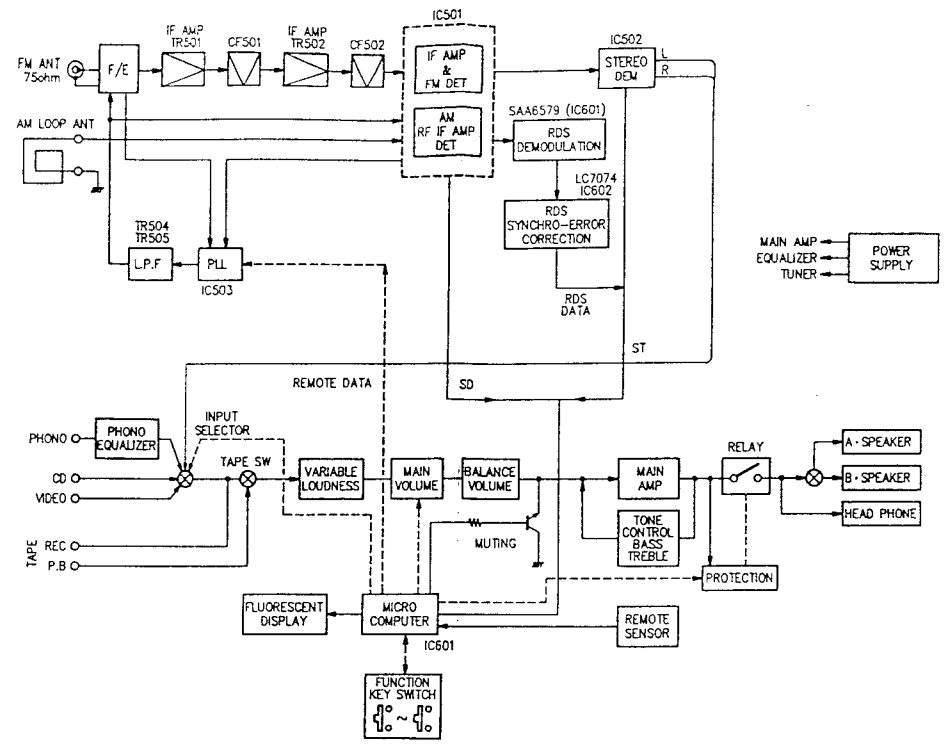 IC501
IF AMP
TR501
CF501
IF AMP
TR502
CF502
IC502
FM ANT
75ohm
F/E
IF AMP
&
FM DET
STEREO
DEM
L
R
AM LOOP ANT
AM
RF IF AMP
DET
SAA6579 (IC601)
RDS
DEMODULATION
LC7074
IC602
RDS
SYNCHRO-ERROR
CORRECTION
TR504
TR505
L.P.F
PLL
IC503
MAIN AMP
EQUALIZER
TUNER
POWER
SUPPLY
RDS
DATA
ST
REMOTE DATA
SD
INPUT
SELECTOR
PHONO
PHONO
EQUALIZER
TAPE SW
RELAY
A·SPEAKER
CD
VARIABLE
LOUDNESS
MAIN
VOLUME
BALANCE
VOLUME
MAIN
AMP
B·SPEAKER
VIDEO
HEAD PHONE
MUTING
TONE
CONTROL
BASS
TREBLE
TAPE
REC
P.B
PROTECTION
FLUORESCENT
DISPLAY
MICRO
COMPUTER
IC601
REMOTE
SENSOR
FUNCTION
KEY SWITCH
~